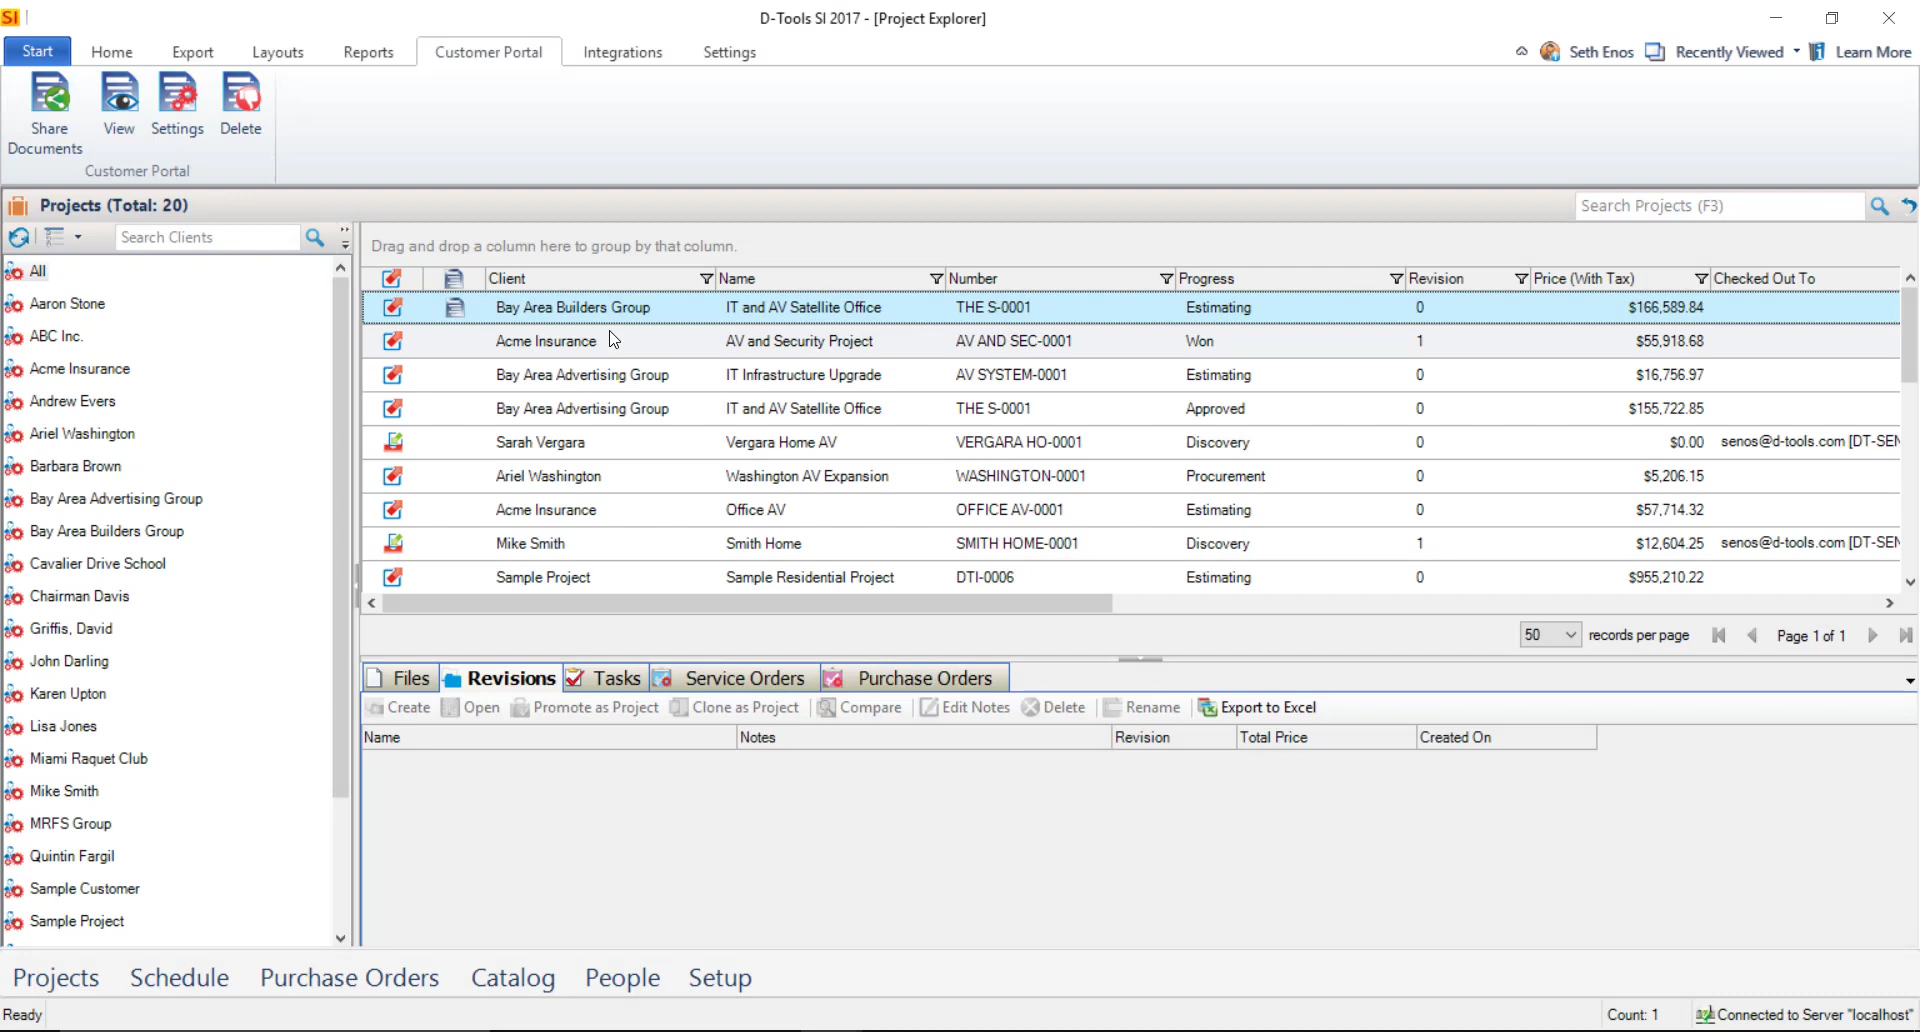 SI
D-Tools SI 2017 - [Project Explorer]
Start Home Export Layouts Reports Customer Portal Integrations Settings
Seth Enos Recently Viewed Learn More
Share Documents View Settings Delete
Customer Portal
Projects (Total: 20)
Search Projects (F3)
Search Clients
Drag and drop a column here to group by that column.
All
Aaron Stone
ABC Inc.
Acme Insurance
Andrew Evers
Ariel Washington
Barbara Brown
Bay Area Advertising Group
Bay Area Builders Group
Cavalier Drive School
Chairman Davis
Griffis, David
John Darling
Karen Upton
Lisa Jones
Miami Raquet Club
Mike Smith
MRFS Group
Quintin Fargil
Sample Customer
Sample Project
Client Name Number Progress Revision Price (With Tax) Checked Out To
Bay Area Builders Group IT and AV Satellite Office THE S-0001 Estimating 0 $166,589.84
Acme Insurance AV and Security Project AV AND SEC-0001 Won 1 $55,918.68
Bay Area Advertising Group IT Infrastructure Upgrade AV SYSTEM-0001 Estimating 0 $16,756.97
Bay Area Advertising Group IT and AV Satellite Office THE S-0001 Approved 0 $155,722.85
Sarah Vergara Vergara Home AV VERGARA HO-0001 Discovery 0 $0.00 senos@d-tools.com [DT-SEN
Ariel Washington Washington AV Expansion WASHINGTON-0001 Procurement 0 $5,206.15
Acme Insurance Office AV OFFICE AV-0001 Estimating 0 $57,714.32
Mike Smith Smith Home SMITH HOME-0001 Discovery 1 $12,604.25 senos@d-tools.com [DT-SEN
Sample Project Sample Residential Project DTI-0006 Estimating 0 $955,210.22
50 records per page Page 1 of 1
Files Revisions Tasks Service Orders Purchase Orders
Create Open Promote as Project Clone as Project Compare Edit Notes Delete Rename Export to Excel
Name Notes Revision Total Price Created On
Projects Schedule Purchase Orders Catalog People Setup
Ready Count: 1 Connected to Server "localhost"